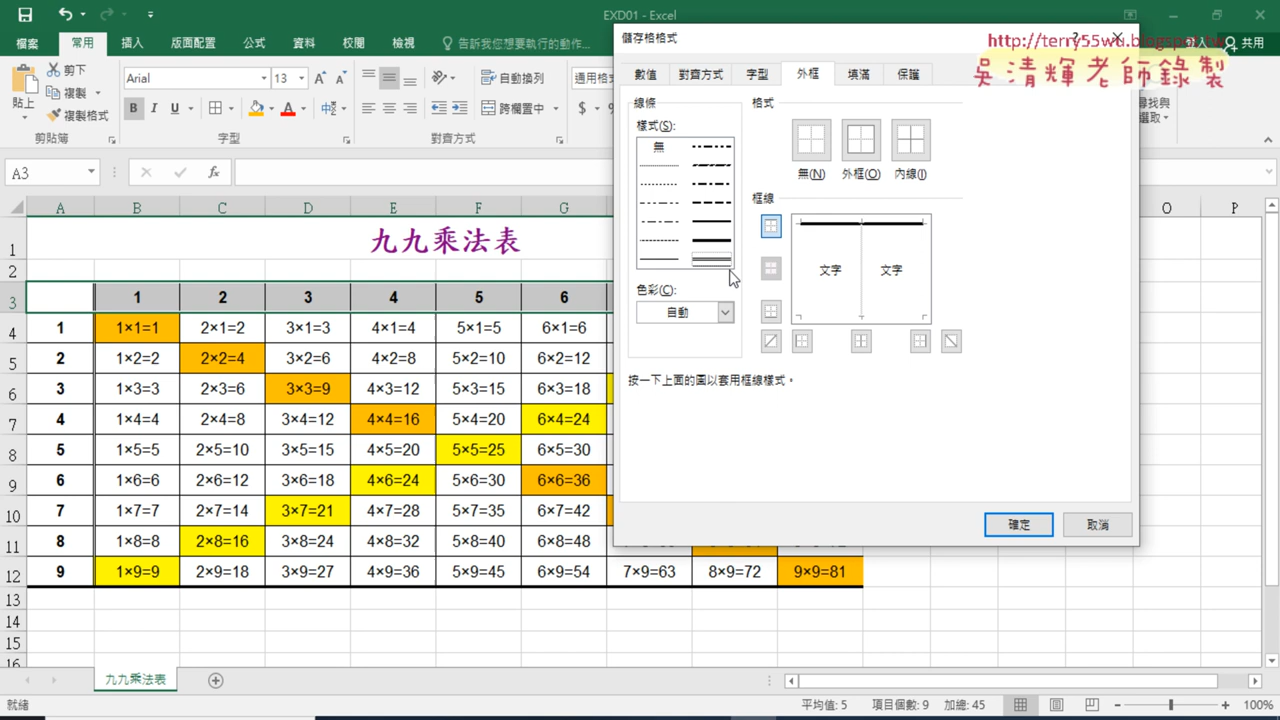 EXD01 - Excel
檔案 常用 插入 版面配置 公式 資料 校閱 檢視 告訴我您想要執行的動作... 共用
http://terry55wu.blogspot.tw
吳清輝老師錄製
剪下
複製
複製格式
貼上
Arial 13
B I U
自動換列
跨欄置中
通用格式
$ %
選取
剪貼簿 字型 對齊方式
A3
A B C D E F G O P
1 九九乘法表
2
3 1 2 3 4 5 6
4 1 1×1=1 2×1=2 3×1=3 4×1=4 5×1=5 6×1=6
5 2 1×2=2 2×2=4 3×2=6 4×2=8 5×2=10 6×2=12
6 3 1×3=3 2×3=6 3×3=9 4×3=12 5×3=15 6×3=18
7 4 1×4=4 2×4=8 3×4=12 4×4=16 5×4=20 6×4=24
8 5 1×5=5 2×5=10 3×5=15 4×5=20 5×5=25 6×5=30
9 6 1×6=6 2×6=12 3×6=18 4×6=24 5×6=30 6×6=36
10 7 1×7=7 2×7=14 3×7=21 4×7=28 5×7=35 6×7=42
11 8 1×8=8 2×8=16 3×8=24 4×8=32 5×8=40 6×8=48
12 9 1×9=9 2×9=18 3×9=27 4×9=36 5×9=45 6×9=54 7×9=63 8×9=72 9×9=81
13
14
15
16
儲存格格式
數值 對齊方式 字型 外框 填滿 保護
線條
樣式(S):
無
色彩(C):
自動
格式
無(N) 外框(O) 內線(I)
框線
文字 文字
按一下上面的圖以套用框線樣式。
確定 取消
九九乘法表
就緒 平均值: 5 項目個數: 9 加總: 45 100%